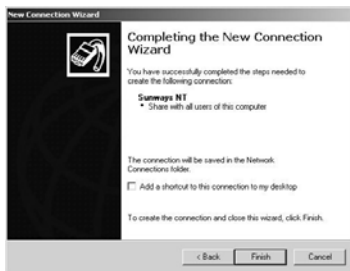 New Connection Wizard
Completing the New Connection
Wizard
You have successfully completed the steps needed to
create the following connection:
Sunways NT
• Share with all users of this computer
The connection will be saved in the Network
Connections folder.
Add a shortcut to this connection to my desktop
To create the connection and close this wizard, click Finish.
< Back Finish Cancel